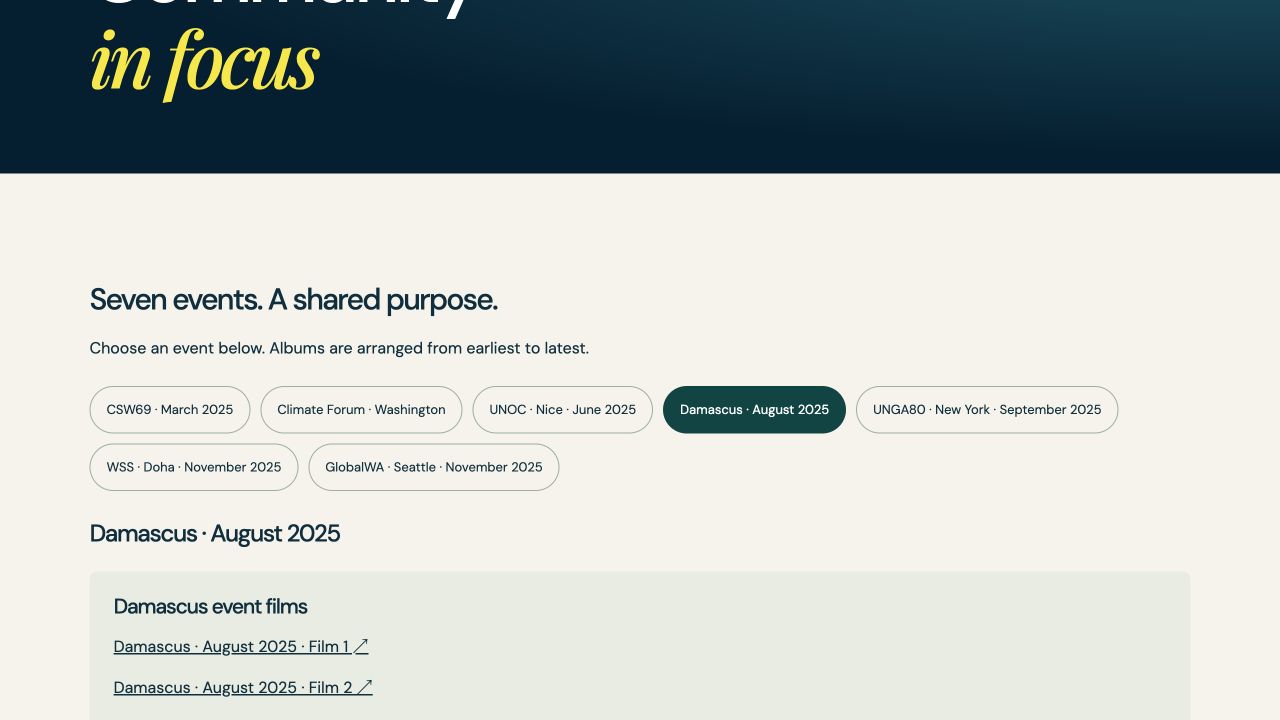 Community
in focus
Seven events. A shared purpose.
Choose an event below. Albums are arranged from earliest to latest.
CSW69 · March 2025
Climate Forum · Washington
UNOC · Nice · June 2025
Damascus · August 2025
UNGA80 · New York · September 2025
WSS · Doha · November 2025
GlobalWA · Seattle · November 2025
Damascus · August 2025
Damascus event films
Damascus · August 2025 · Film 1 ↗
Damascus · August 2025 · Film 2 ↗